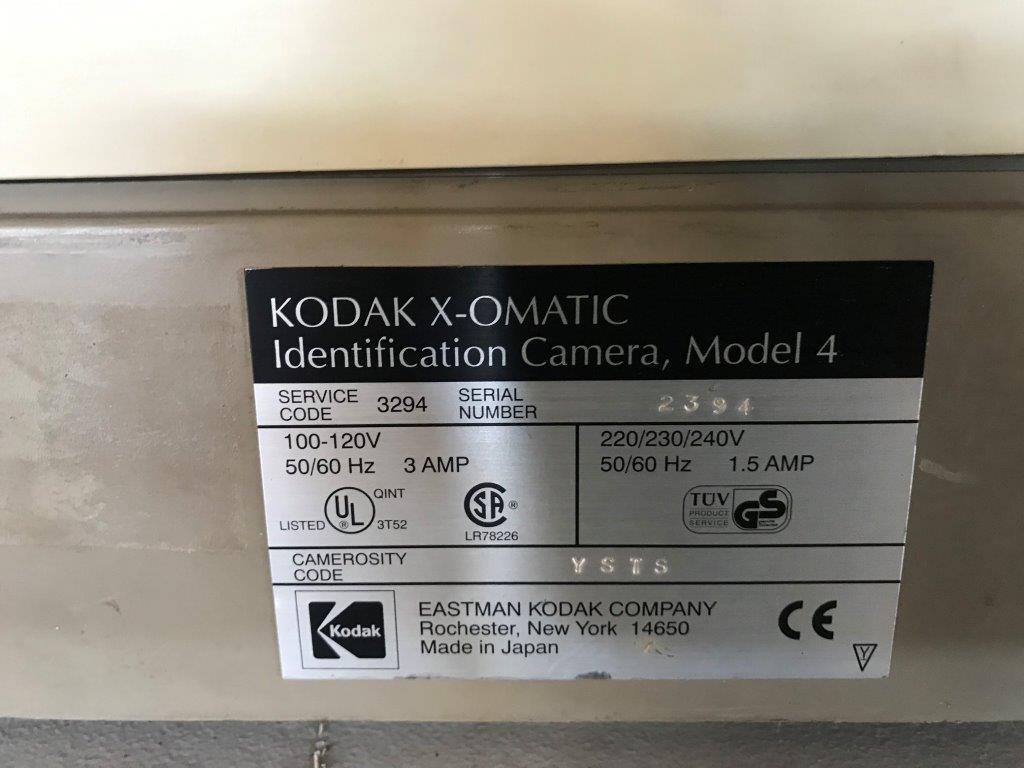 KODAK X-OMATIC
Identification Camera, Model 4
SERVICE CODE 3294 SERIAL NUMBER 2394
100-120V
50/60 Hz 3 AMP
LISTED UL ® QINT 3T52
SA ®
LR78226
220/230/240V
50/60 Hz 1.5 AMP
TÜV
PRODUCT
SERVICE
GS
CAMEROSITY CODE YSTS
Kodak
EASTMAN KODAK COMPANY
Rochester, New York 14650
Made in Japan
CE
Y